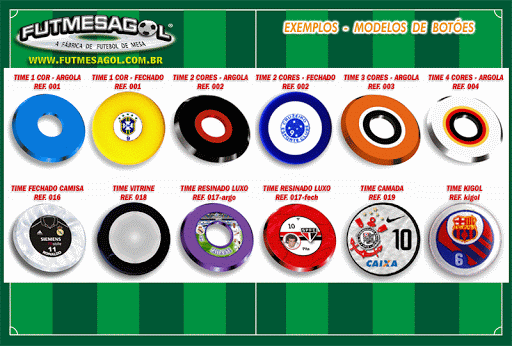 FUTMESAGOL®
A FÁBRICA DE FUTEBOL DE MESA
WWW.FUTMESAGOL.COM.BR
EXEMPLOS - MODELOS DE BOTÕES
TIME 1 COR - ARGOLA
REF. 001
TIME 1 COR - FECHADO
REF. 001
TIME 2 CORES - ARGOLA
REF. 002
TIME 2 CORES - FECHADO
REF. 002
TIME 3 CORES - ARGOLA
REF. 003
TIME 4 CORES - ARGOLA
REF. 004
9
CRUZEIRO
TIME FECHADO CAMISA
REF. 016
TIME VITRINE
REF. 018
TIME RESINADO LUXO
REF. 017-argo
TIME RESINADO LUXO
REF. 017-fech
TIME CAMADA
REF. 019
TIME KIGOL
REF. kigol
SIEMENS
RONALDO
10
SPFC
10
CAIXA
6